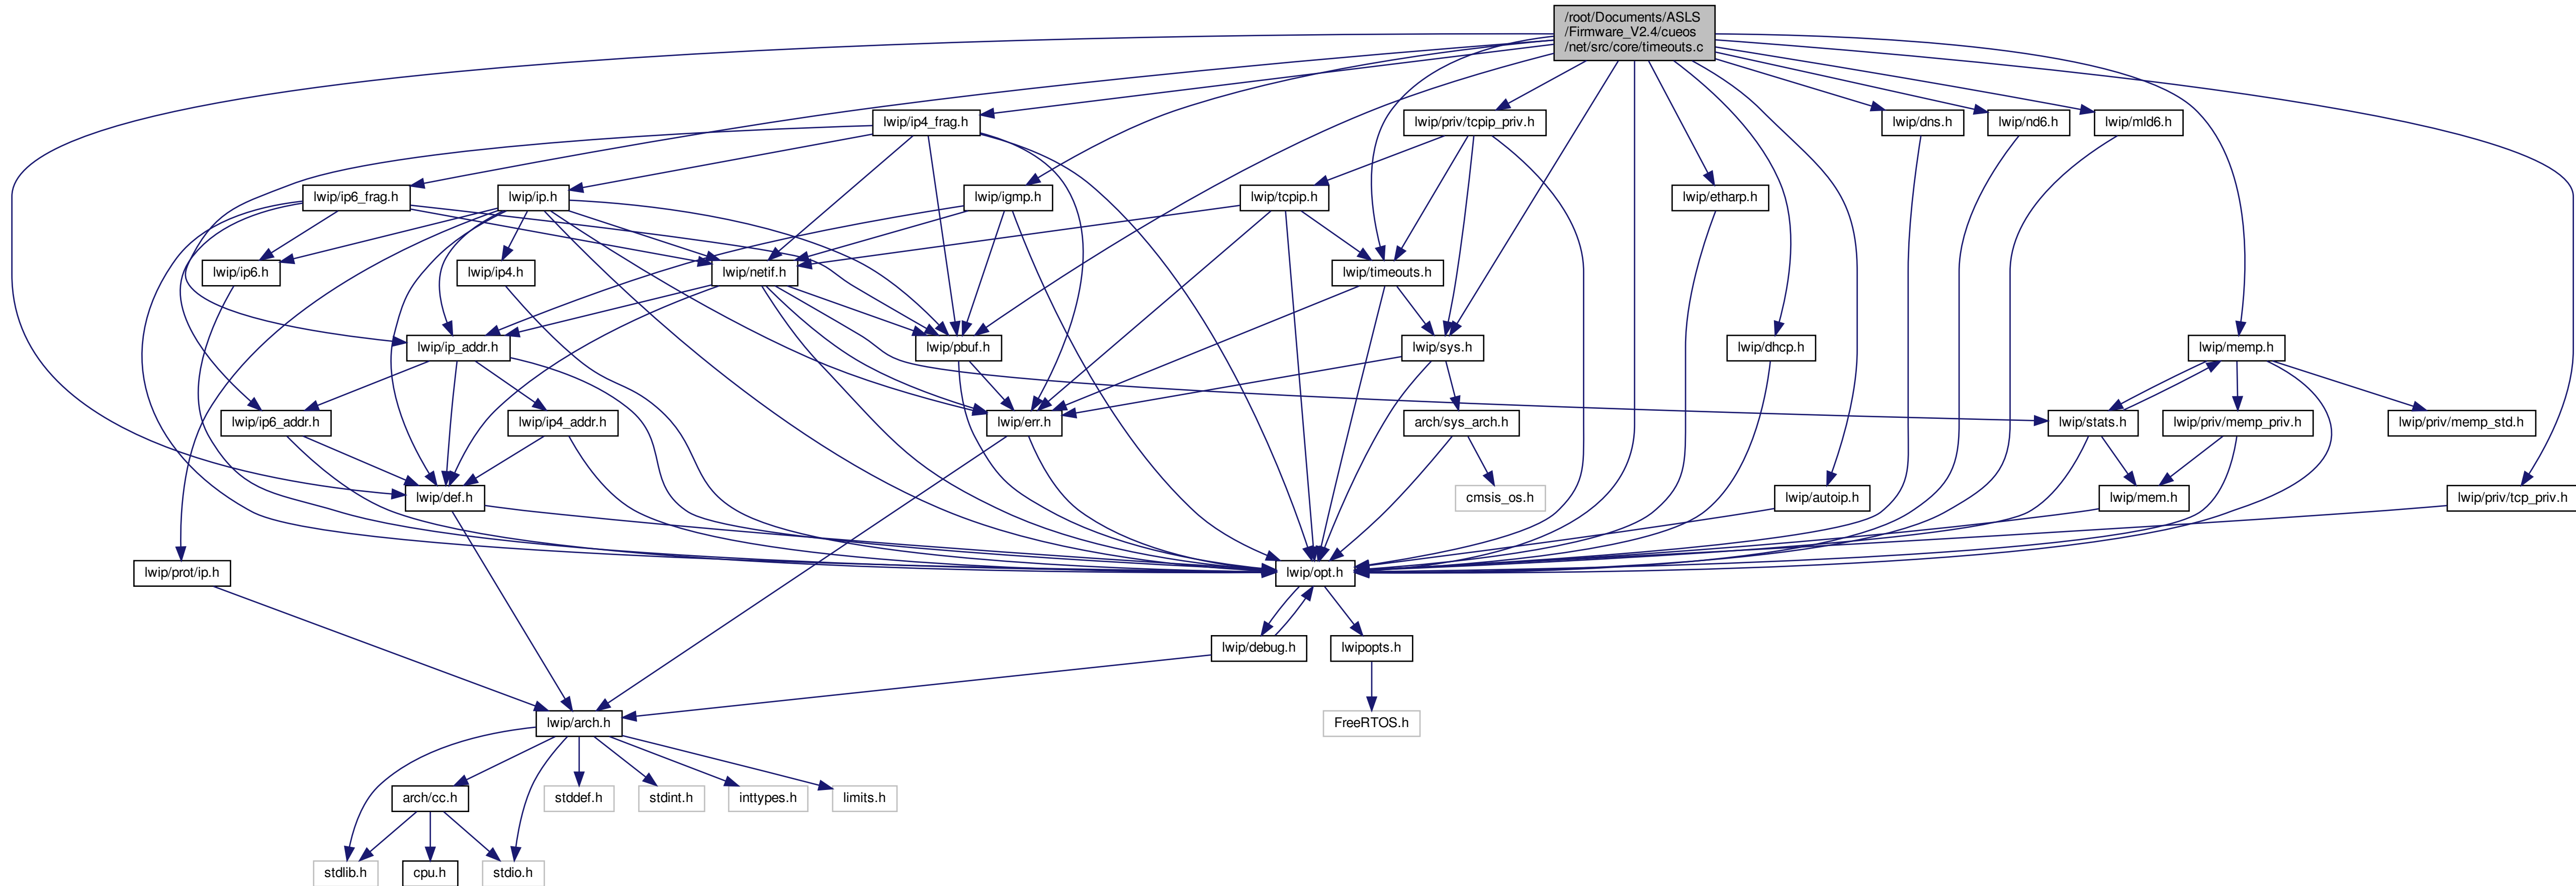 /root/Documents/ASLS
/Firmware_V2.4/cueos
/net/src/core/timeouts.c
lwip/ip4_frag.h
lwip/priv/tcpip_priv.h
lwip/dns.h
lwip/nd6.h
lwip/mld6.h
lwip/ip6_frag.h
lwip/ip.h
lwip/igmp.h
lwip/tcpip.h
lwip/etharp.h
lwip/ip6.h
lwip/ip4.h
lwip/netif.h
lwip/timeouts.h
lwip/ip_addr.h
lwip/pbuf.h
lwip/sys.h
lwip/dhcp.h
lwip/memp.h
lwip/ip6_addr.h
lwip/ip4_addr.h
lwip/err.h
arch/sys_arch.h
lwip/stats.h
lwip/priv/memp_priv.h
lwip/priv/memp_std.h
lwip/def.h
cmsis_os.h
lwip/autoip.h
lwip/mem.h
lwip/priv/tcp_priv.h
lwip/prot/ip.h
lwip/opt.h
lwip/debug.h
lwipopts.h
lwip/arch.h
FreeRTOS.h
arch/cc.h
stddef.h
stdint.h
inttypes.h
limits.h
stdlib.h
cpu.h
stdio.h